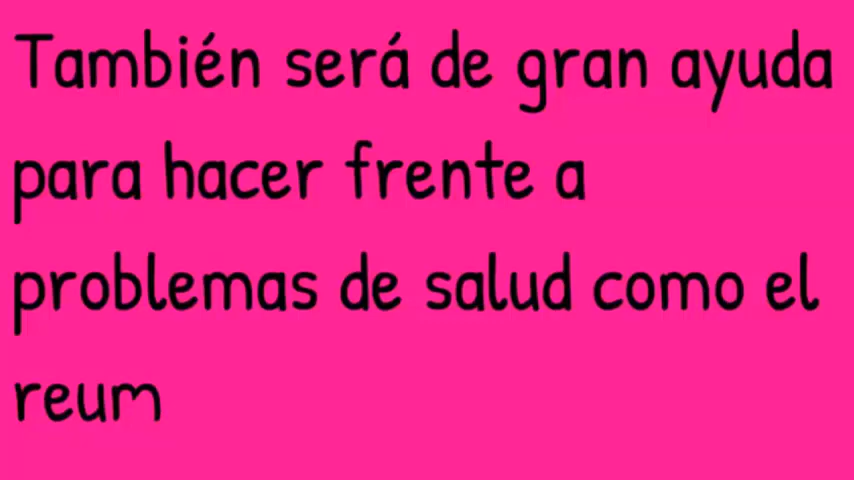 También será de gran ayuda
para hacer frente a
problemas de salud como el
reum